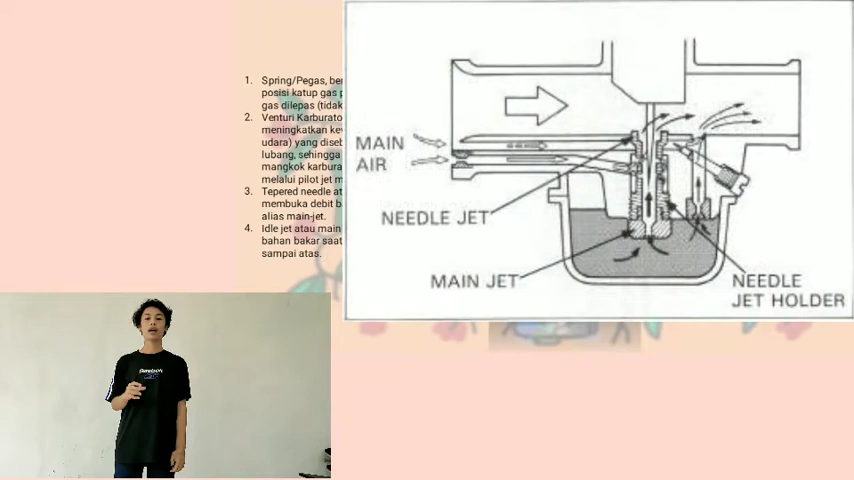 1. Spring/Pegas, ber
posisi katup gas p
gas dilepas (tidak
2. Venturi Karburato
meningkatkan
udara) yang
lubang, sehingga
mangkok karbura
melalui pilot jet m
3. Tepered needle at
membuka debit b
alias main-jet.
4. Idle jet atau main
bahan bakar saat
sampai atas.
MAIN
AIR
NEEDLE JET
MAIN JET
NEEDLE
JET HOLDER